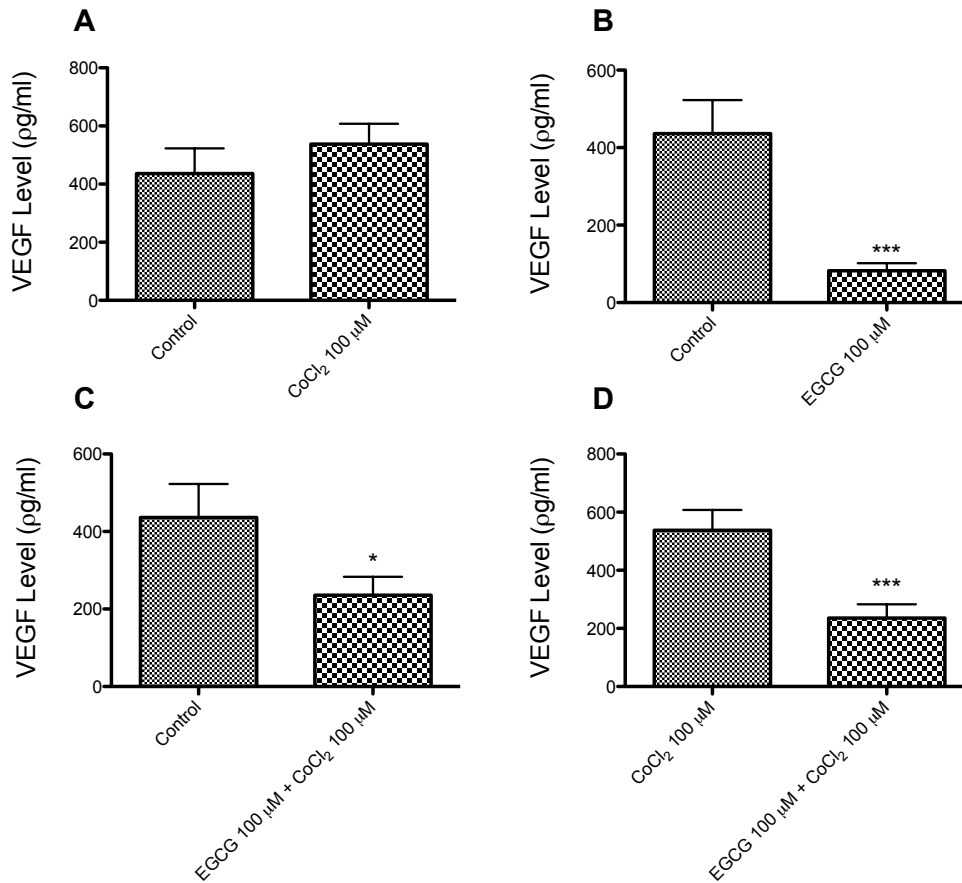 A
VEGF Level (ρg/ml)
800
600
400
200
0
Control
CoCl₂ 100 μM
B
VEGF Level (ρg/ml)
600
400
200
0
***
Control
EGCG 100 μM
C
VEGF Level (ρg/ml)
600
400
200
0
*
Control
EGCG 100 μM + CoCl₂ 100 μM
D
VEGF Level (ρg/ml)
800
600
400
200
0
***
CoCl₂ 100 μM
EGCG 100 μM + CoCl₂ 100 μM